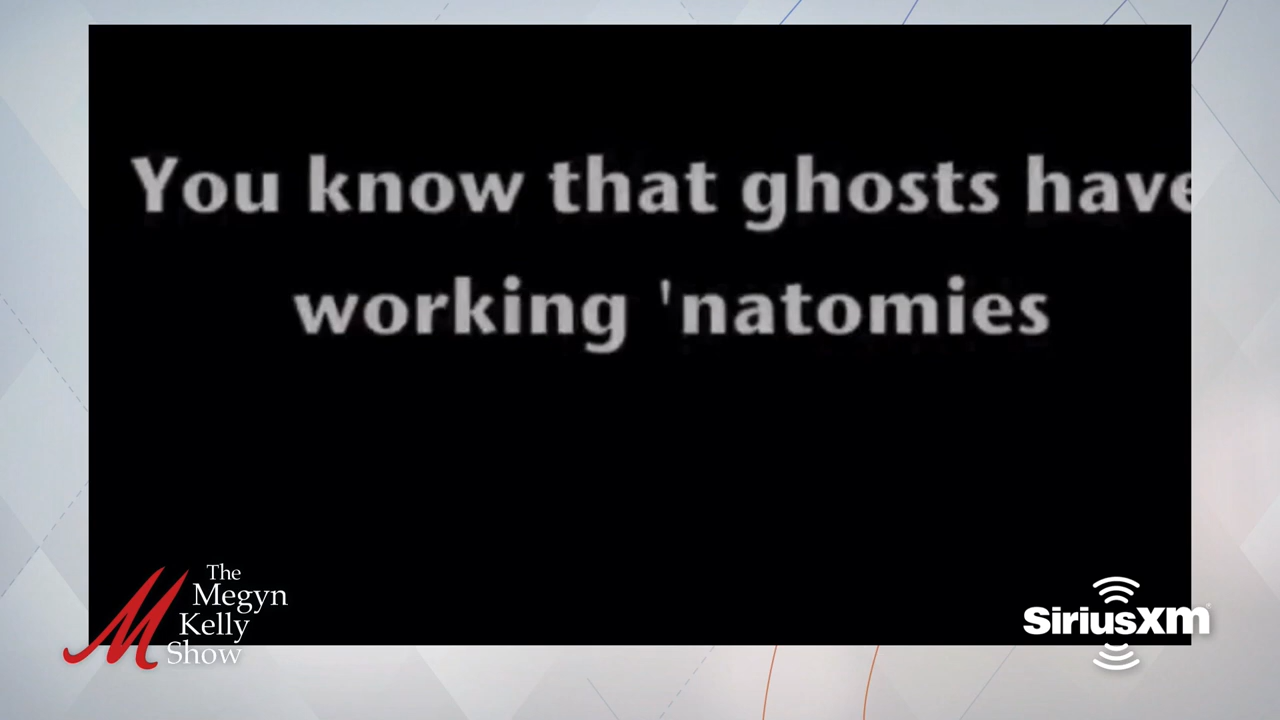 You know that ghosts have
working 'natomies
The
Megyn
Kelly
Show
SiriusXM